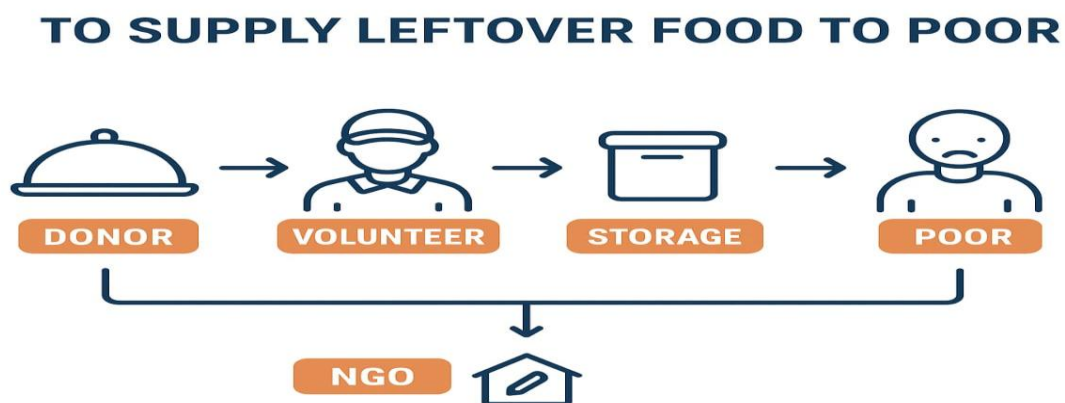 TO SUPPLY LEFTOVER FOOD TO POOR
DONOR
VOLUNTEER
STORAGE
POOR
NGO